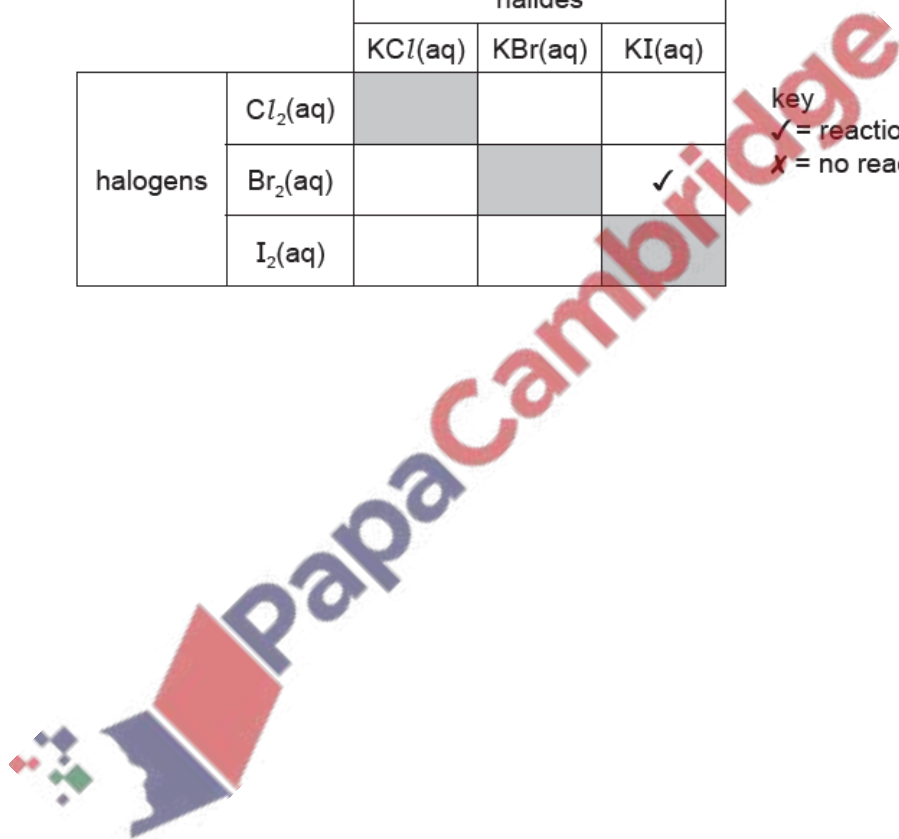 halides
KCl(aq) KBr(aq) KI(aq)
halogens
Cl₂(aq)
Br₂(aq) ✓
I₂(aq)
key
✓ = reactio
✗ = no reac
PapaCambridge